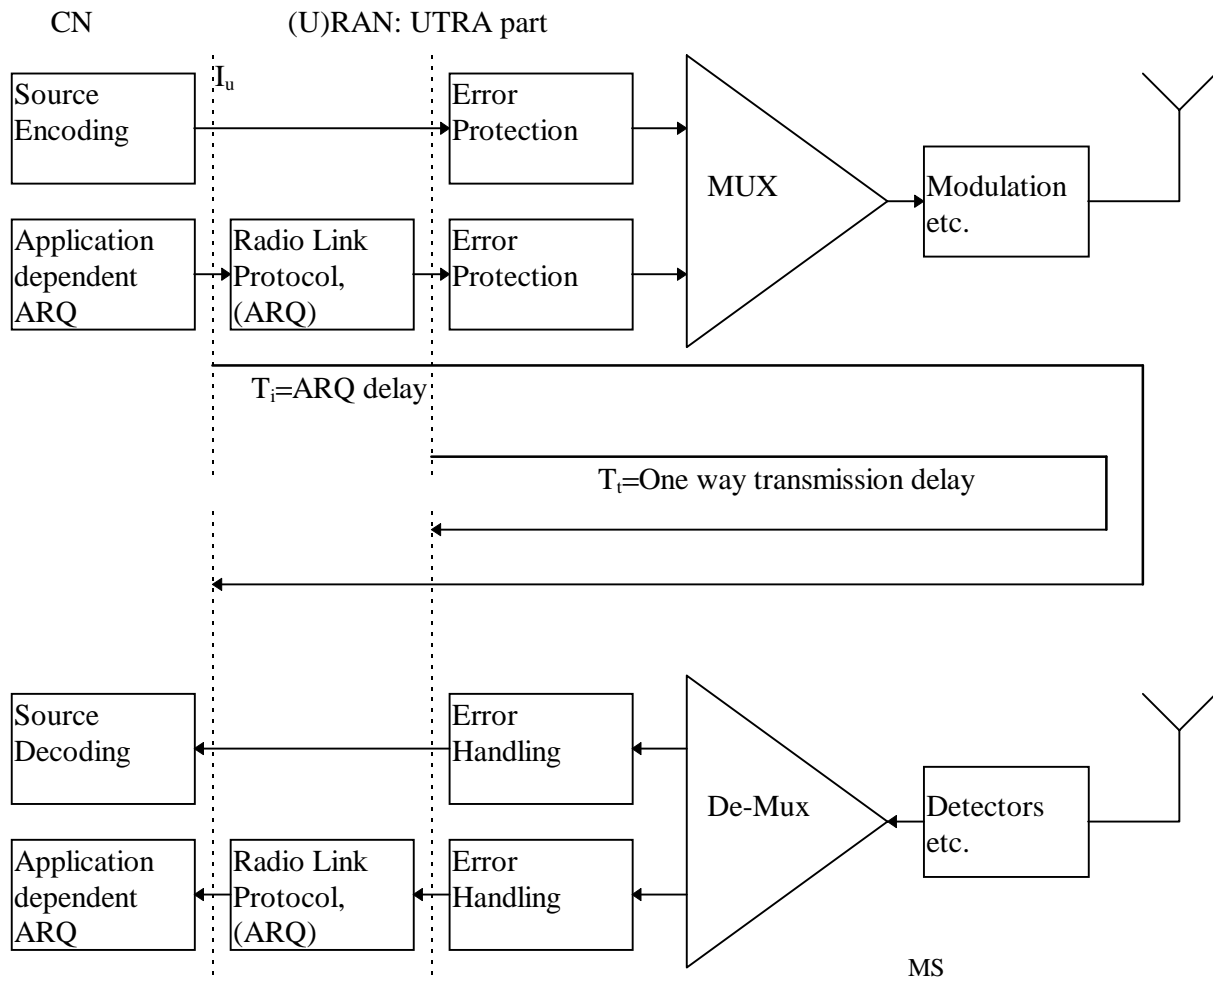 CN
(U)RAN: UTRA part
Iu
Source
Encoding
Error
Protection
MUX
Modulation
etc.
Application
dependent
ARQ
Radio Link
Protocol,
(ARQ)
Error
Protection
Ti=ARQ delay
Tt=One way transmission delay
Source
Decoding
Error
Handling
De-Mux
Detectors
etc.
Application
dependent
ARQ
Radio Link
Protocol,
(ARQ)
Error
Handling
MS